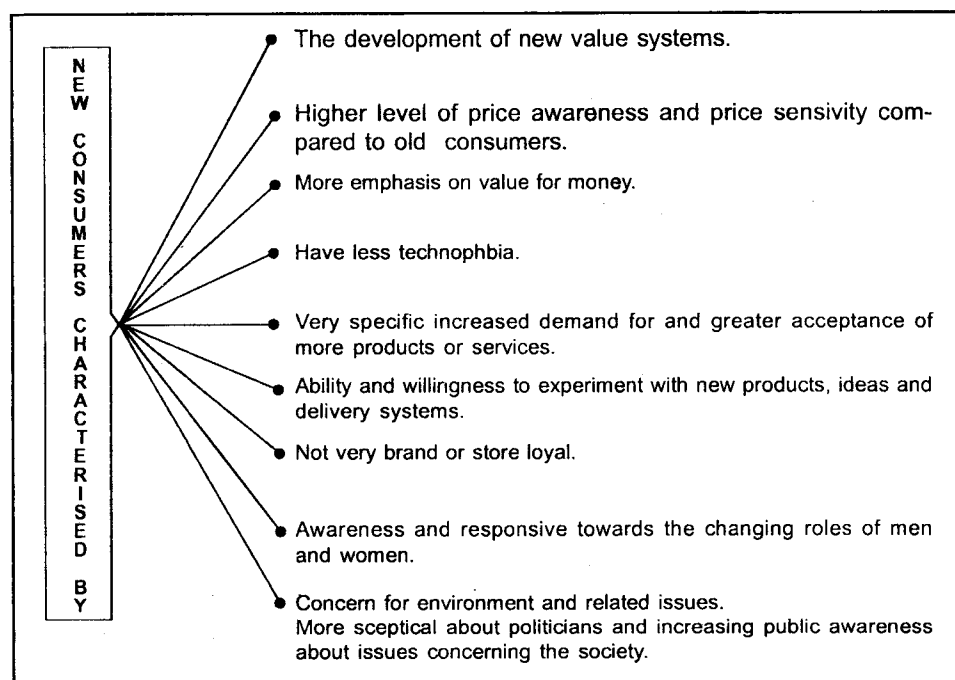 NEW CONSUMERS CHARACTERISED BY
The development of new value systems.
Higher level of price awareness and price sensivity com-
pared to old consumers.
More emphasis on value for money.
Have less technophbia.
Very specific increased demand for and greater acceptance of
more products or services.
Ability and willingness to experiment with new products, ideas and
delivery systems.
Not very brand or store loyal.
Awareness and responsive towards the changing roles of men
and women.
Concern for environment and related issues.
More sceptical about politicians and increasing public awareness
about issues concerning the society.